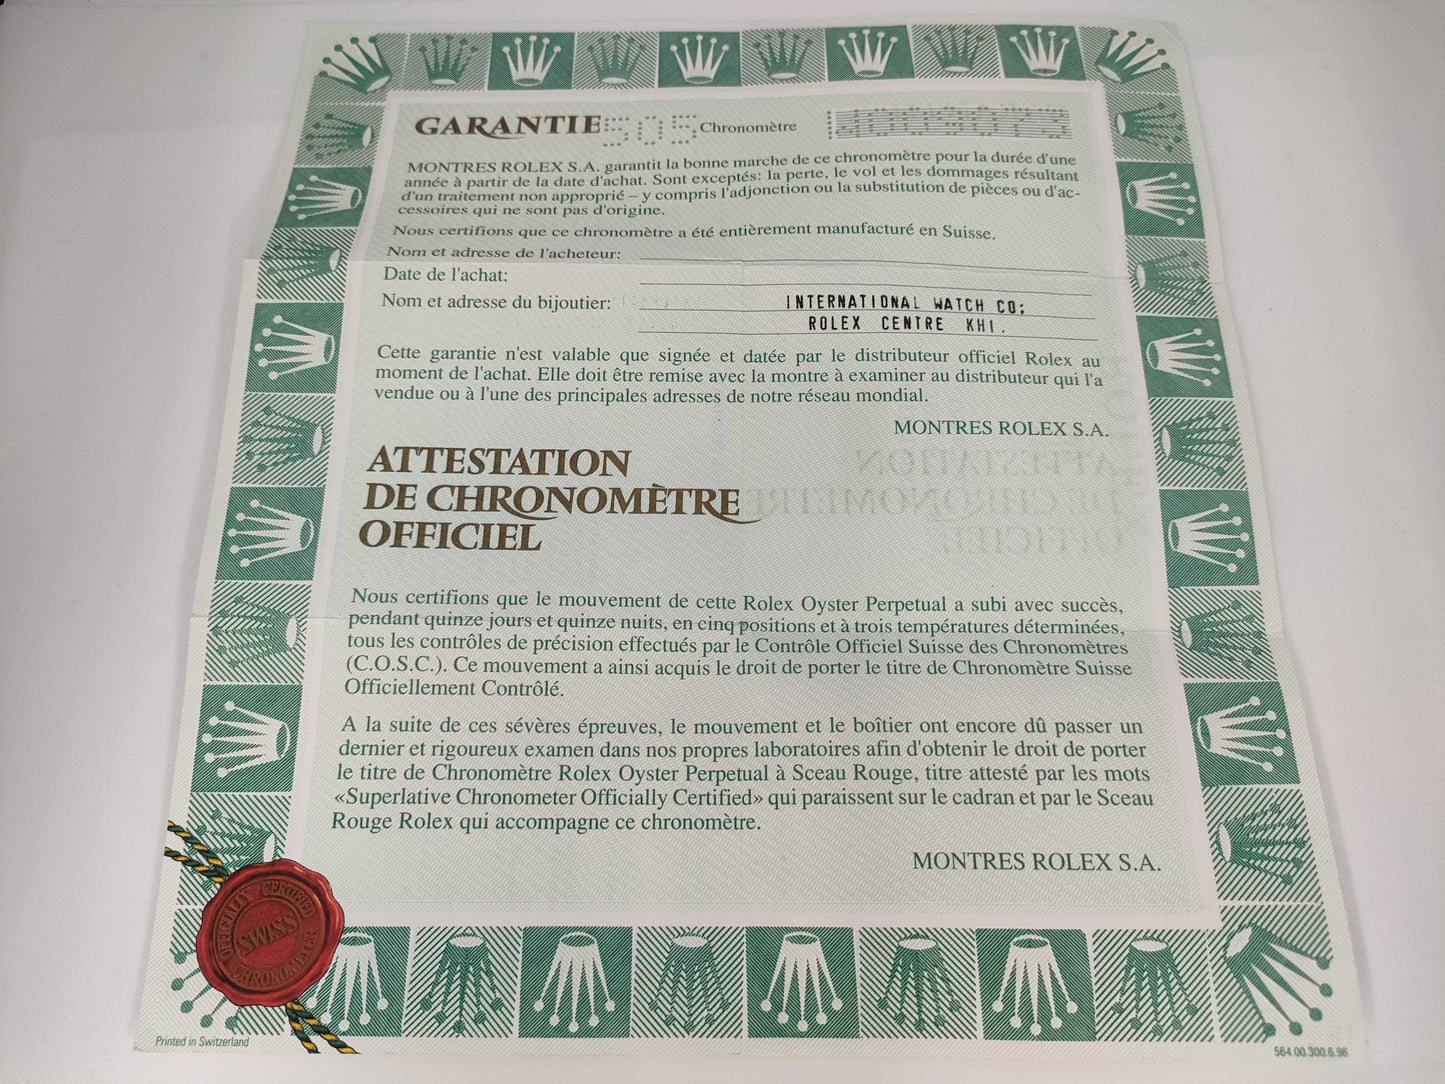 GARANTIE 505 Chronomètre
MONTRES ROLEX S.A. garantit la bonne marche de ce chronomètre pour la durée d'une
année à partir de la date d'achat. Sont exceptés: la perte, le vol et les dommages résultant
d'un traitement non approprié – y compris l'adjonction ou la substitution de pièces ou d'ac-
cessoires qui ne sont pas d'origine.
Nous certifions que ce chronomètre a été entièrement manufacturé en Suisse.
Nom et adresse de l'acheteur:
Date de l'achat:
Nom et adresse du bijoutier: INTERNATIONAL WATCH CO;
ROLEX CENTRE KHI.
Cette garantie n'est valable que signée et datée par le distributeur officiel Rolex au
moment de l'achat. Elle doit être remise avec la montre à examiner au distributeur qui l'a
vendue ou à l'une des principales adresses de notre réseau mondial.
MONTRES ROLEX S.A.
ATTESTATION
DE CHRONOMÈTRE
OFFICIEL
Nous certifions que le mouvement de cette Rolex Oyster Perpetual a subi avec succès,
pendant quinze jours et quinze nuits, en cinq positions et à trois températures déterminées,
tous les contrôles de précision effectués par le Contrôle Officiel Suisse des Chronomètres
(C.O.S.C.). Ce mouvement a ainsi acquis le droit de porter le titre de Chronomètre Suisse
Officiellement Contrôlé.
A la suite de ces sévères épreuves, le mouvement et le boîtier ont encore dû passer un
dernier et rigoureux examen dans nos propres laboratoires afin d'obtenir le droit de porter
le titre de Chronomètre Rolex Oyster Perpetual à Sceau Rouge, titre attesté par les mots
«Superlative Chronometer Officially Certified» qui paraissent sur le cadran et par le Sceau
Rouge Rolex qui accompagne ce chronomètre.
MONTRES ROLEX S.A.
OFFICIALLY CERTIFIED
SWISS
CHRONOMETER
Printed in Switzerland
564.00.300.6.96